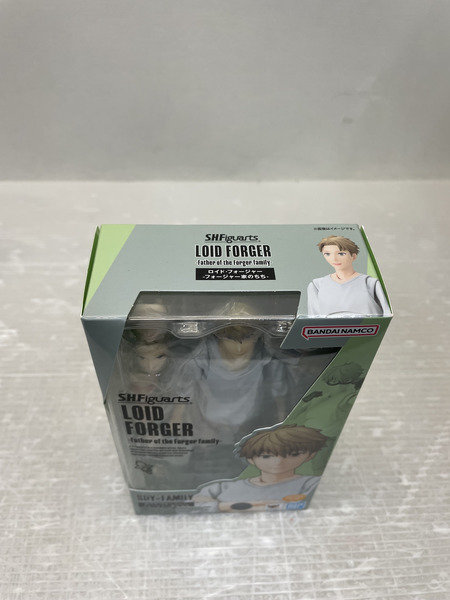 ※画像はイメージです。
S.H.Figuarts
LOID FORGER
-Father of the Forger family-
ロイド・フォージャー
-フォージャー家のちち-
BANDAI NAMCO
S.H.Figuarts
LOID
FORGER
-Father of the Forger family-
SPY×FAMILY